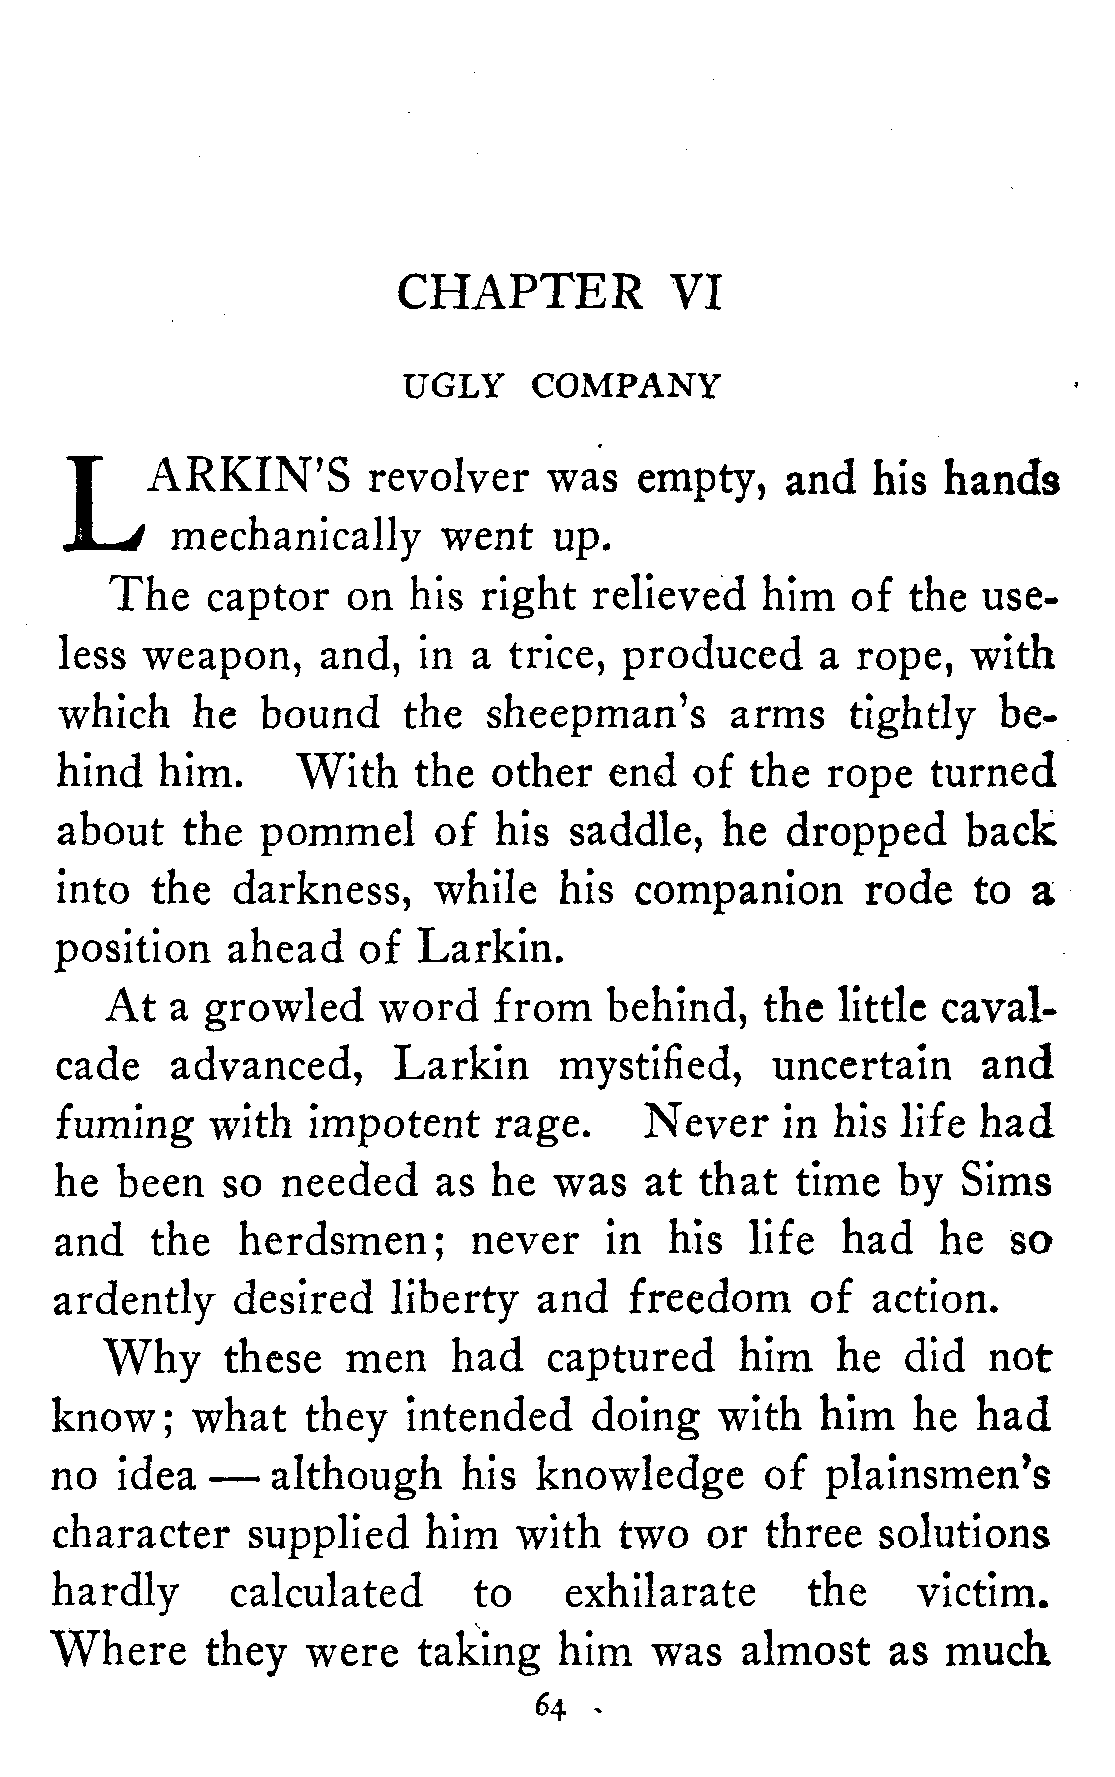 CHAPTER VI
UGLY COMPANY
LARKIN'S revolver was empty, and his hands
mechanically went up.
The captor on his right relieved him of the use-
less weapon, and, in a trice, produced a rope, with
which he bound the sheepman's arms tightly be-
hind him. With the other end of the rope turned
about the pommel of his saddle, he dropped back
into the darkness, while his companion rode to a
position ahead of Larkin.
At a growled word from behind, the little caval-
cade advanced, Larkin mystified, uncertain and
fuming with impotent rage. Never in his life had
he been so needed as he was at that time by Sims
and the herdsmen; never in his life had he so
ardently desired liberty and freedom of action.
Why these men had captured him he did not
know; what they intended doing with him he had
no idea — although his knowledge of plainsmen's
character supplied him with two or three solutions
hardly calculated to exhilarate the victim.
Where they were taking him was almost as much
64